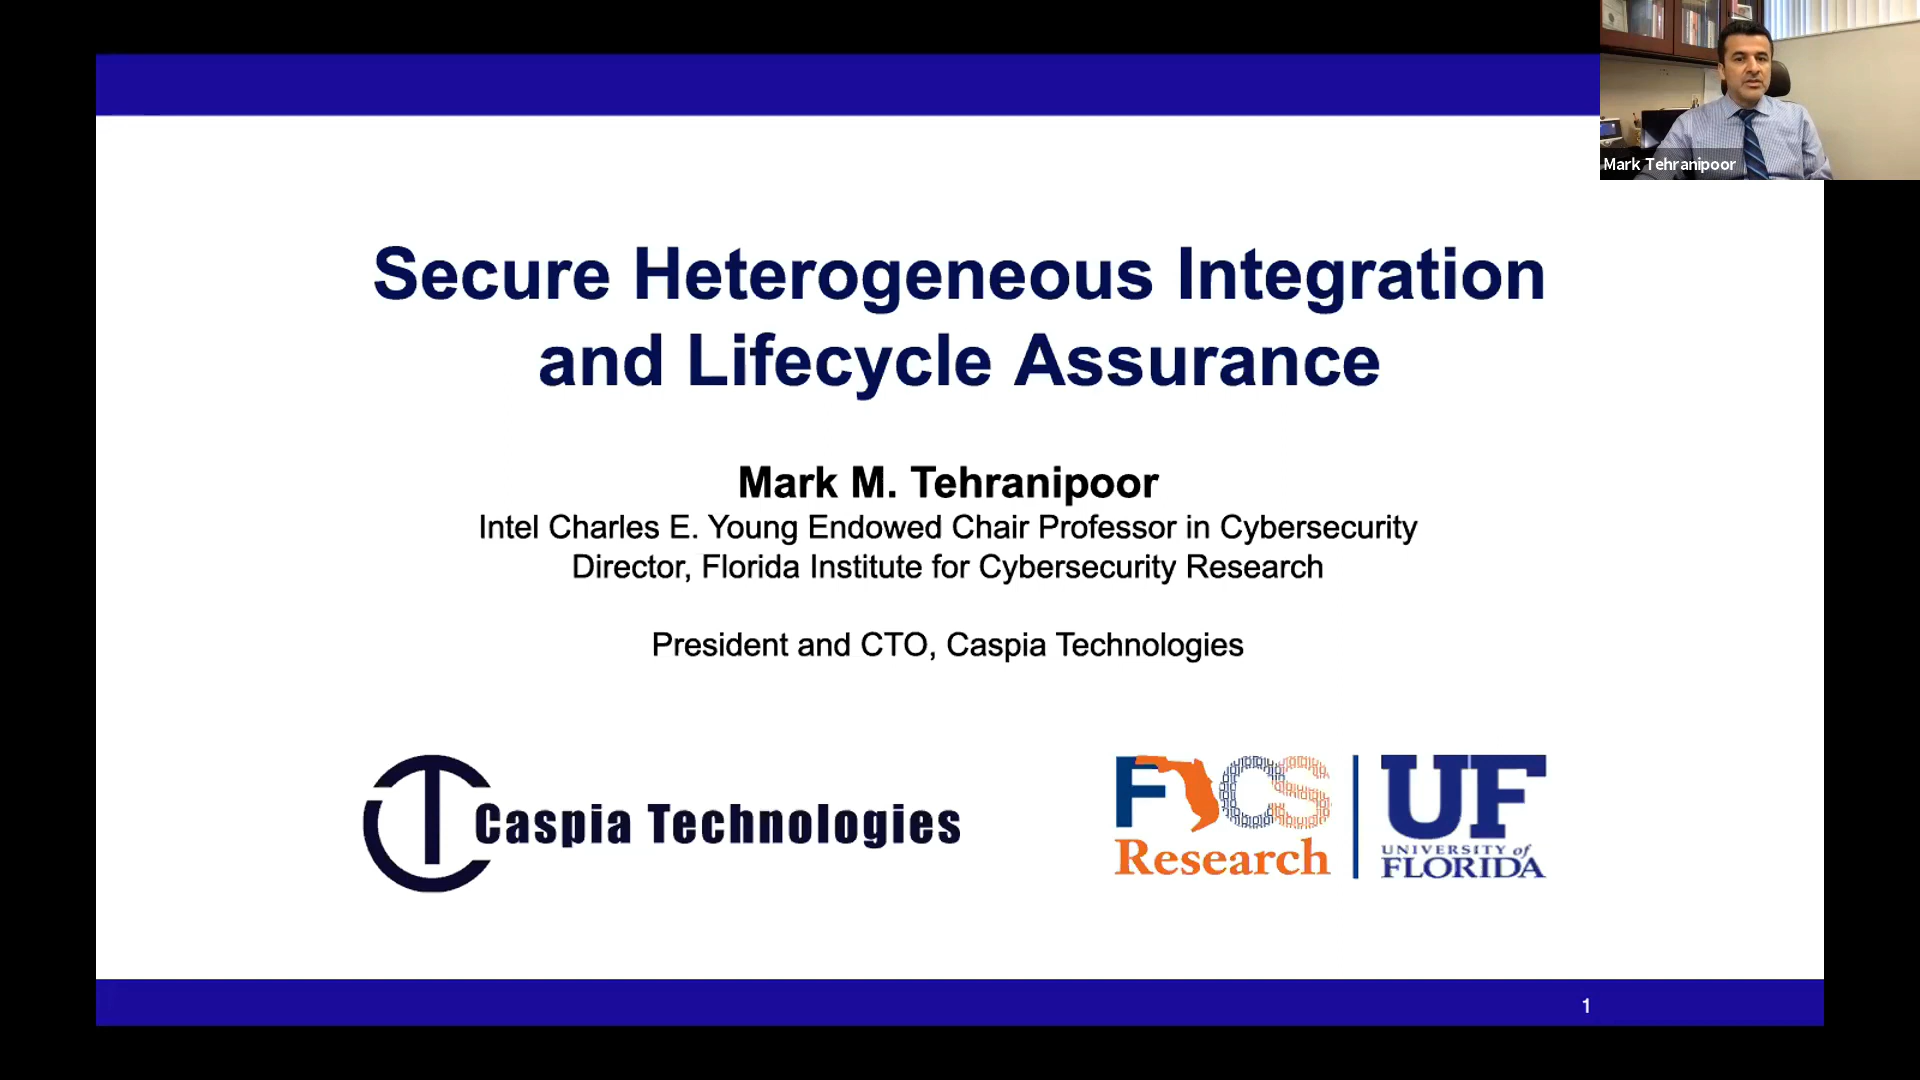 Mark Tehranipoor
Secure Heterogeneous Integration
and Lifecycle Assurance
Mark M. Tehranipoor
Intel Charles E. Young Endowed Chair Professor in Cybersecurity
Director, Florida Institute for Cybersecurity Research
President and CTO, Caspia Technologies
CT Caspia Technologies
FICS
Research
UF
UNIVERSITY of
FLORIDA
1